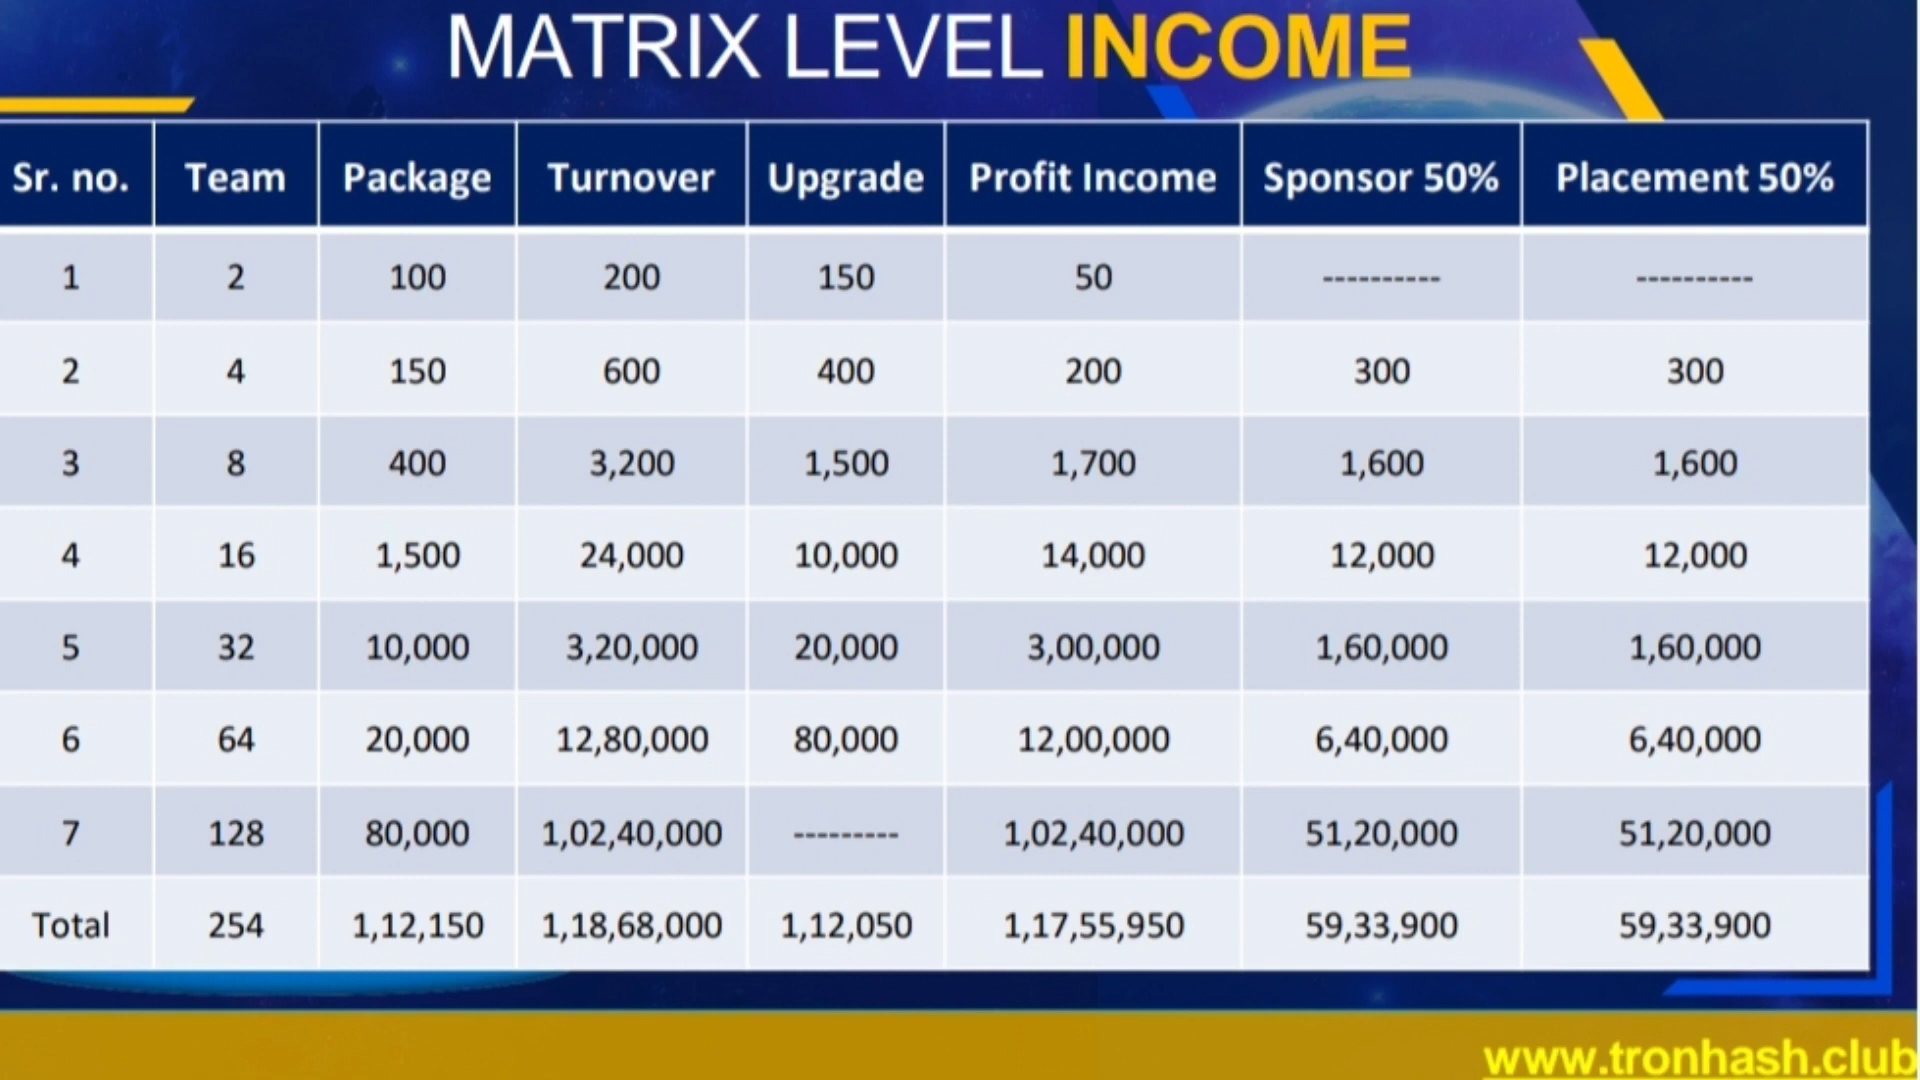 MATRIX LEVEL INCOME
Sr. no. Team Package Turnover Upgrade Profit Income Sponsor 50% Placement 50%
1 2 100 200 150 50 ---------- ----------
2 4 150 600 400 200 300 300
3 8 400 3,200 1,500 1,700 1,600 1,600
4 16 1,500 24,000 10,000 14,000 12,000 12,000
5 32 10,000 3,20,000 20,000 3,00,000 1,60,000 1,60,000
6 64 20,000 12,80,000 80,000 12,00,000 6,40,000 6,40,000
7 128 80,000 1,02,40,000 --------- 1,02,40,000 51,20,000 51,20,000
Total 254 1,12,150 1,18,68,000 1,12,050 1,17,55,950 59,33,900 59,33,900
www.tronhash.club